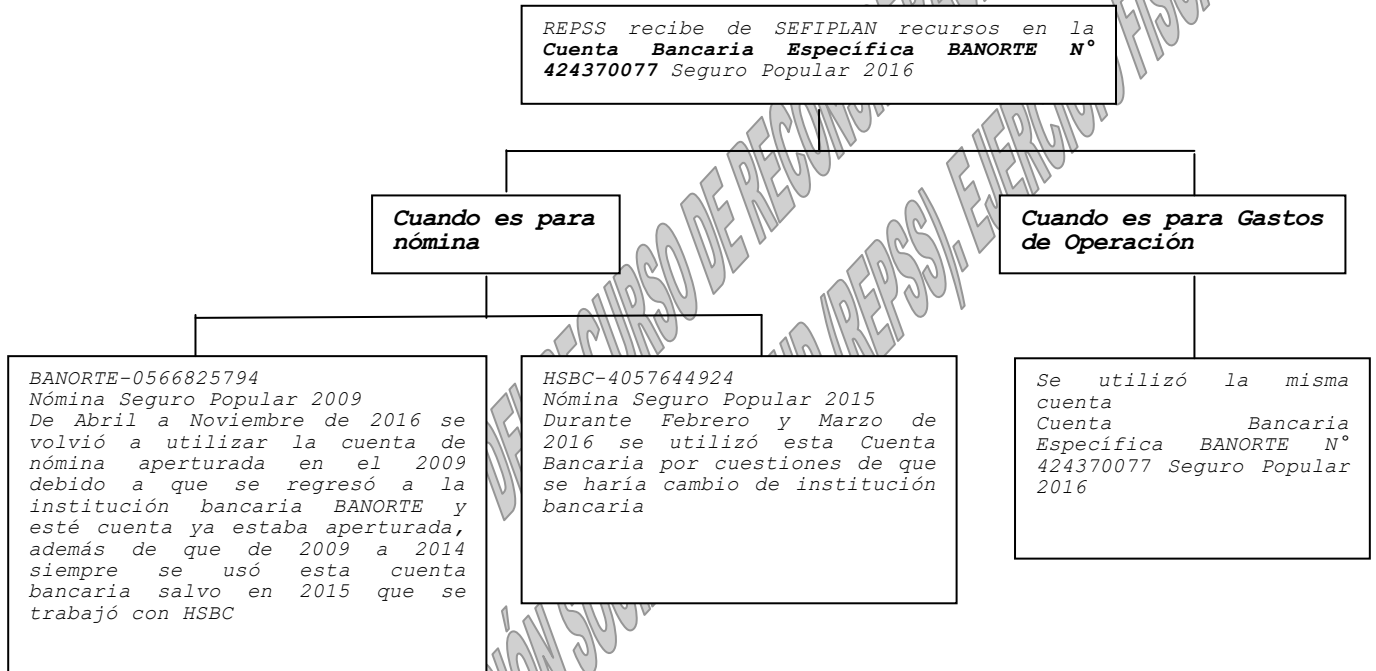 REPSS recibe de SEFIPLAN recursos en la
Cuenta Bancaria Específica BANORTE N°
424370077 Seguro Popular 2016
Cuando es para
nómina
Cuando es para Gastos
de Operación
BANORTE-0566825794
Nómina Seguro Popular 2009
De Abril a Noviembre de 2016 se
volvió a utilizar la cuenta de
nómina aperturada en el 2009
debido a que se regresó a la
institución bancaria BANORTE y
esté cuenta ya estaba aperturada,
además de que de 2009 a 2014
siempre se usó esta cuenta
bancaria salvo en 2015 que se
trabajó con HSBC
HSBC-4057644924
Nómina Seguro Popular 2015
Durante Febrero y Marzo de
2016 se utilizó esta Cuenta
Bancaria por cuestiones de que
se haría cambio de institución
bancaria
Se utilizó la misma
cuenta
Cuenta Bancaria
Específica BANORTE N°
424370077 Seguro Popular
2016
RECURSO DE
(REPSS). EJERCICIO